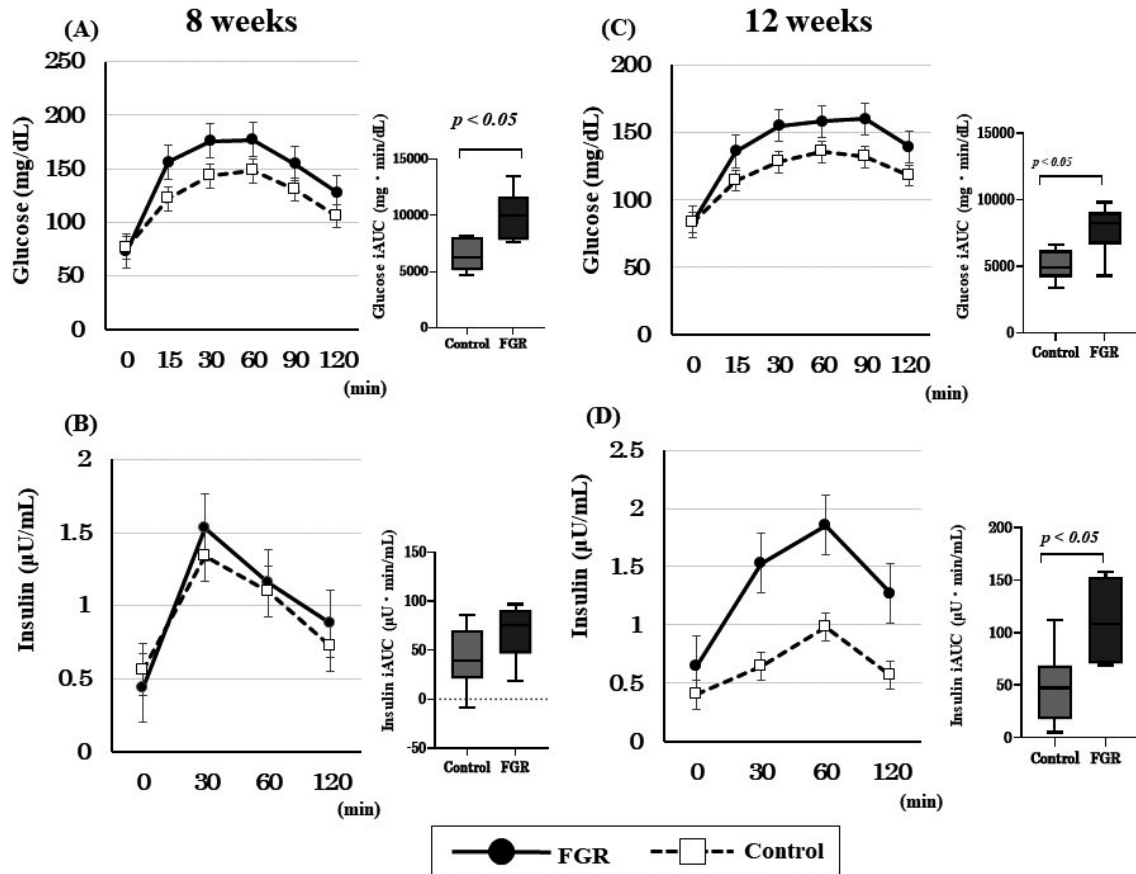 8 weeks
12 weeks
(A)
Glucose (mg/dL)
250
200
150
100
50
0
0 15 30 60 90 120
(min)
p < 0.05
Glucose iAUC (mg・min/dL)
15000
10000
5000
0
Control FGR
(C)
Glucose (mg/dL)
200
150
100
50
0
0 15 30 60 90 120
(min)
p < 0.05
Glucose iAUC (mg・min/dL)
15000
10000
5000
0
Control FGR
(B)
Insulin (μU/mL)
2
1.5
1
0.5
0
0 30 60 120
(min)
Insulin iAUC (μU・min/mL)
150
100
50
0
-50
Control FGR
(D)
Insulin (μU/mL)
2.5
2
1.5
1
0.5
0
0 30 60 120
(min)
p < 0.05
Insulin iAUC (μU・min/mL)
200
150
100
50
0
Control FGR
FGR Control